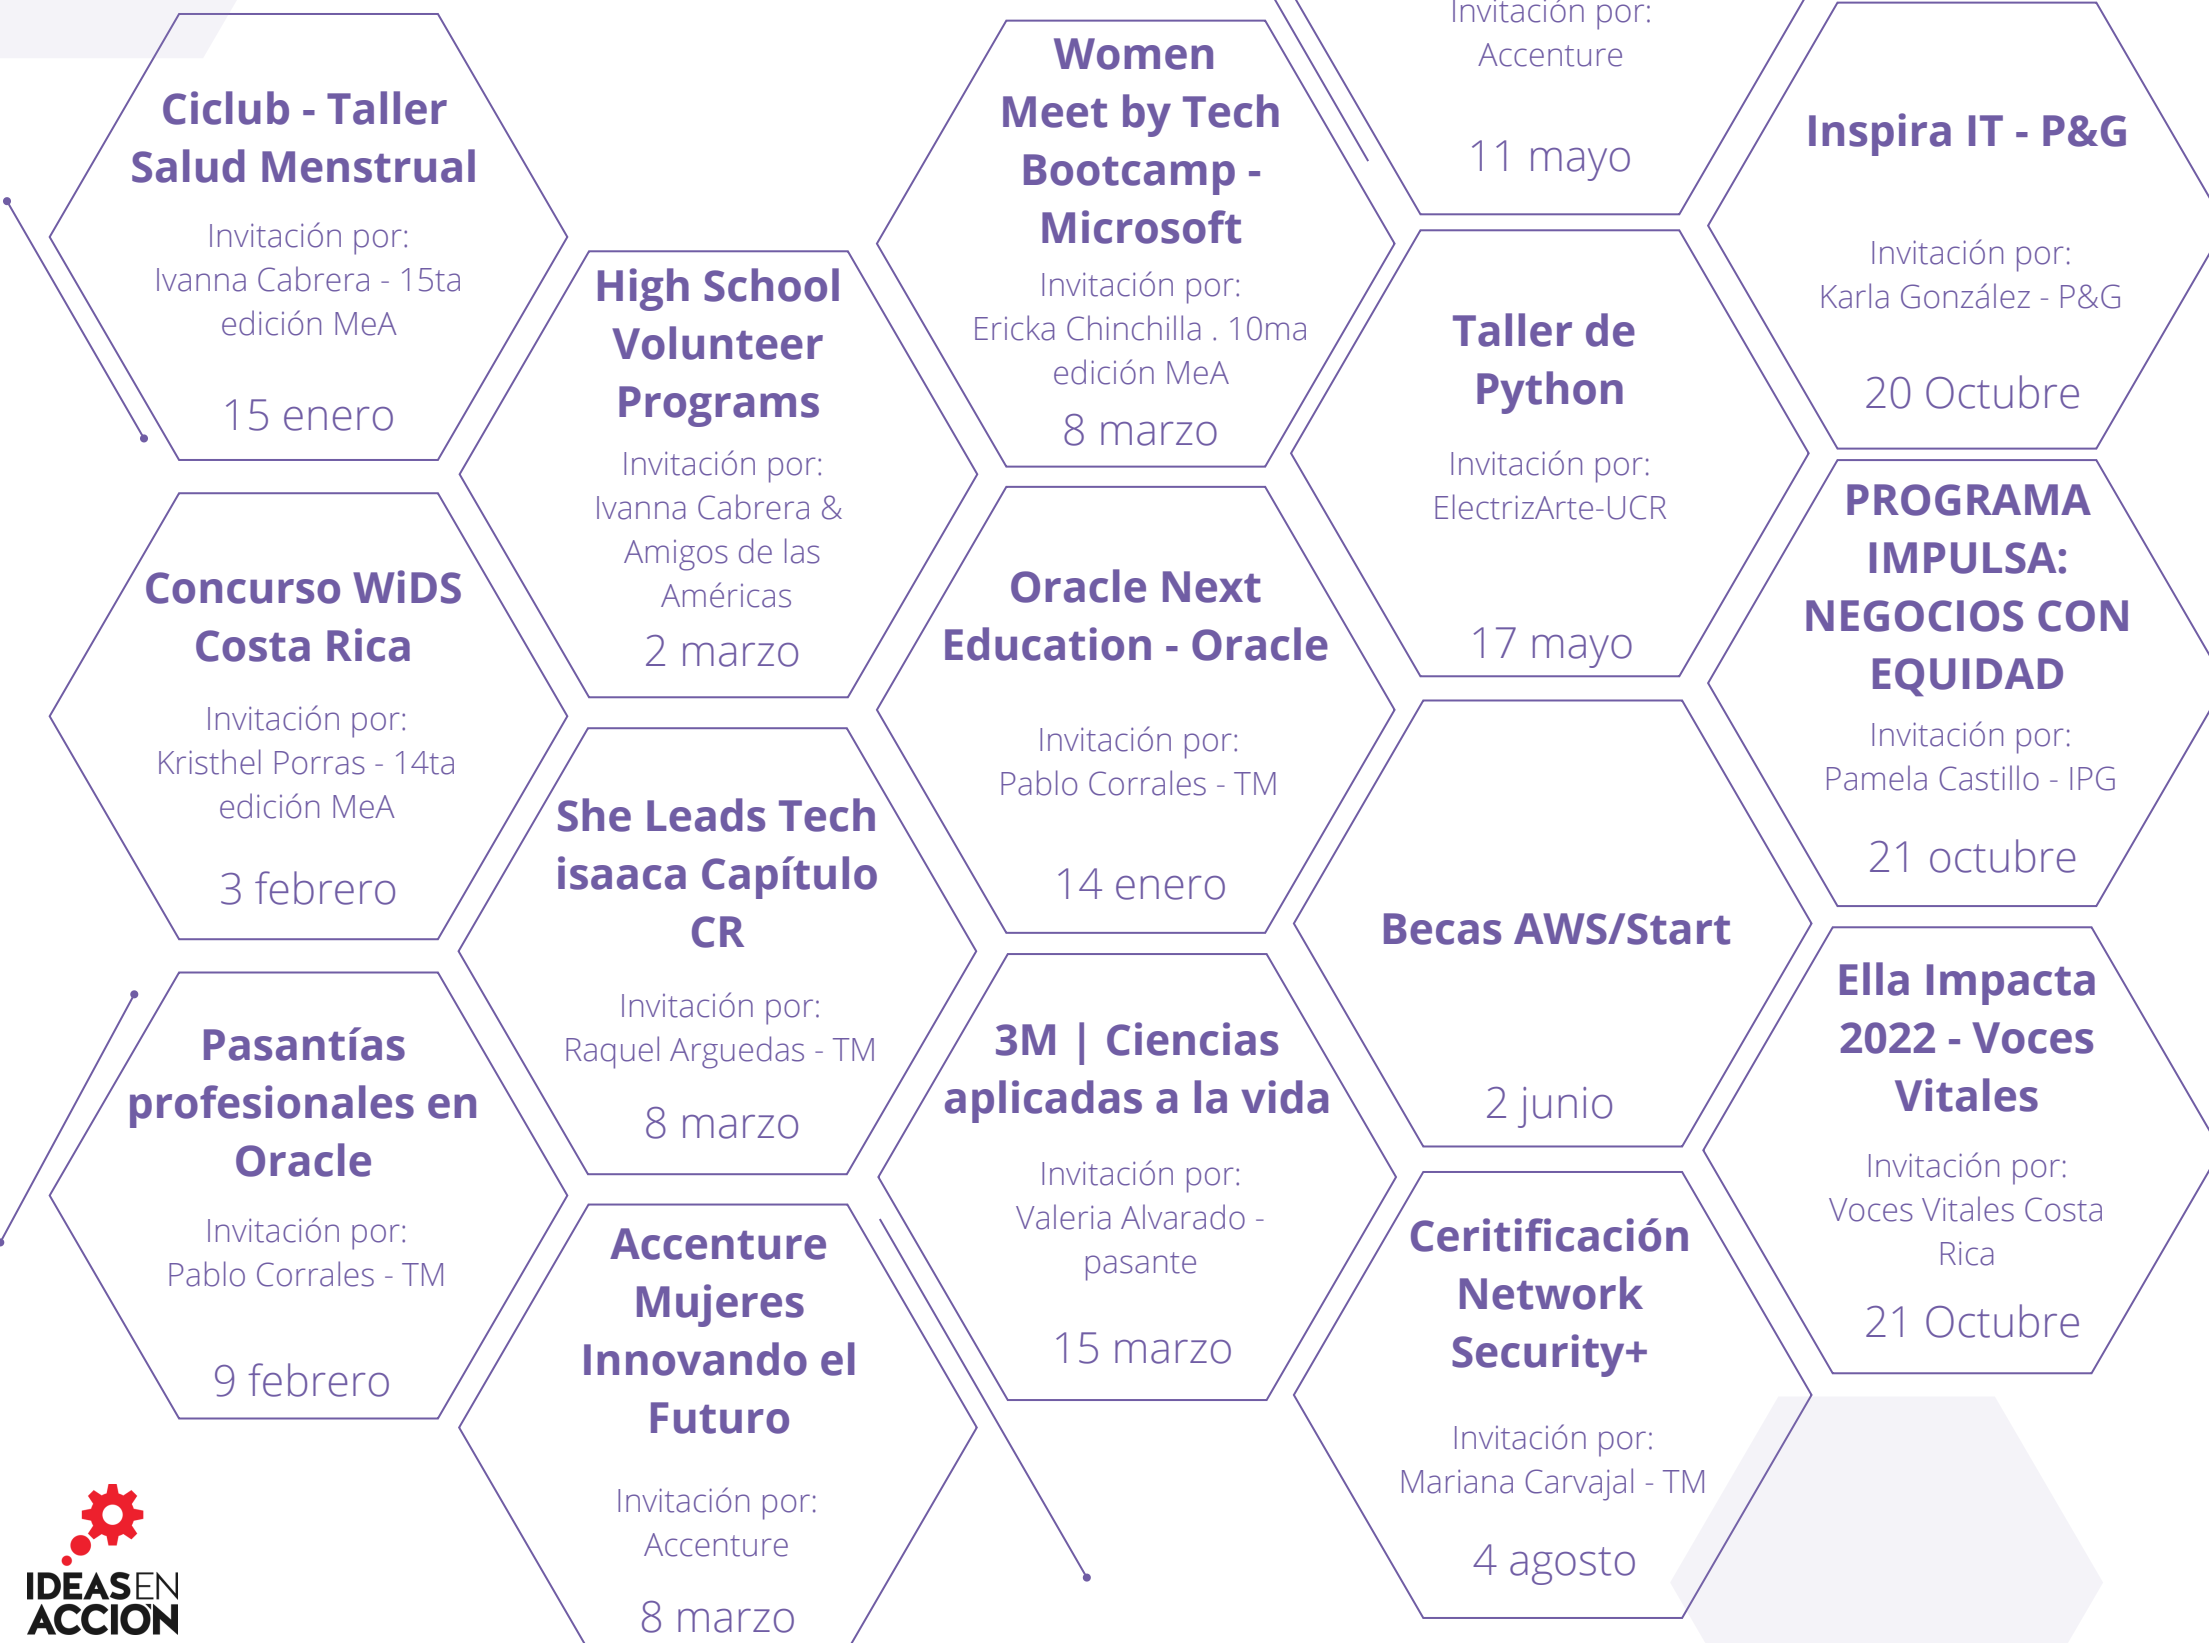 Ciclub - Taller
Salud Menstrual
Invitación por:
Ivanna Cabrera - 15ta
edición MeA
15 enero
Concurso WiDS
Costa Rica
Invitación por:
Kristhel Porras - 14ta
edición MeA
3 febrero
Pasantías
profesionales en
Oracle
Invitación por:
Pablo Corrales - TM
9 febrero
High School
Volunteer
Programs
Invitación por:
Ivanna Cabrera &
Amigos de las
Américas
2 marzo
She Leads Tech
isaaca Capítulo
CR
Invitación por:
Raquel Arguedas - TM
8 marzo
Accenture
Mujeres
Innovando el
Futuro
Invitación por:
Accenture
8 marzo
Women
Meet by Tech
Bootcamp -
Microsoft
Invitación por:
Ericka Chinchilla . 10ma
edición MeA
8 marzo
Oracle Next
Education - Oracle
Invitación por:
Pablo Corrales - TM
14 enero
3M | Ciencias
aplicadas a la vida
Invitación por:
Valeria Alvarado -
pasante
15 marzo
Invitación por:
Accenture
11 mayo
Taller de
Python
Invitación por:
ElectrizArte-UCR
17 mayo
Becas AWS/Start
2 junio
Ceritificación
Network
Security+
Invitación por:
Mariana Carvajal - TM
4 agosto
Inspira IT - P&G
Invitación por:
Karla González - P&G
20 Octubre
PROGRAMA
IMPULSA:
NEGOCIOS CON
EQUIDAD
Invitación por:
Pamela Castillo - IPG
21 octubre
Ella Impacta
2022 - Voces
Vitales
Invitación por:
Voces Vitales Costa
Rica
21 Octubre
IDEASEN
ACCIÓN